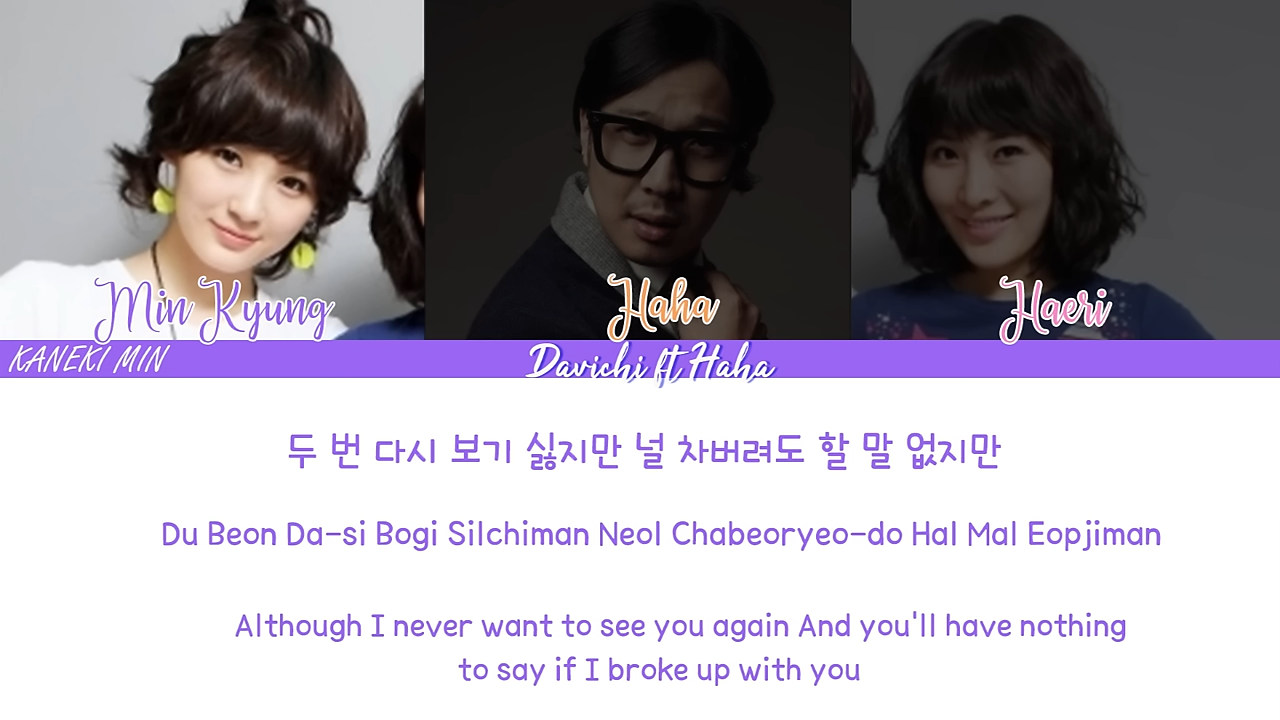 Min Kyung
Haha
Haeri
KANEKI MIN
Davichi ft Haha
두 번 다시 보기 싫지만 널 차버려도 할 말 없지만
Du Beon Da-si Bogi Silchiman Neol Chabeoryeo-do Hal Mal Eopjiman
Although I never want to see you again And you'll have nothing
to say if I broke up with you